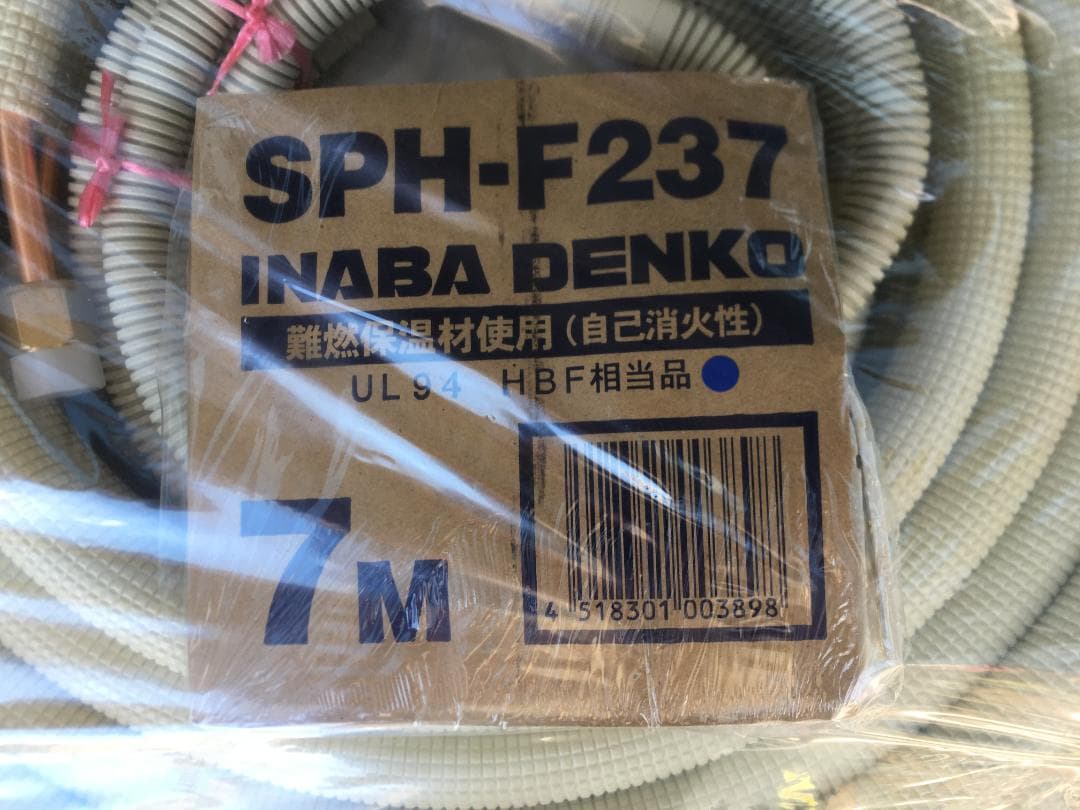 SPH-F237
INABA DENKO
難燃保温材使用(自己消火性)
UL94 HBF相当品
7M
4 518301 003898